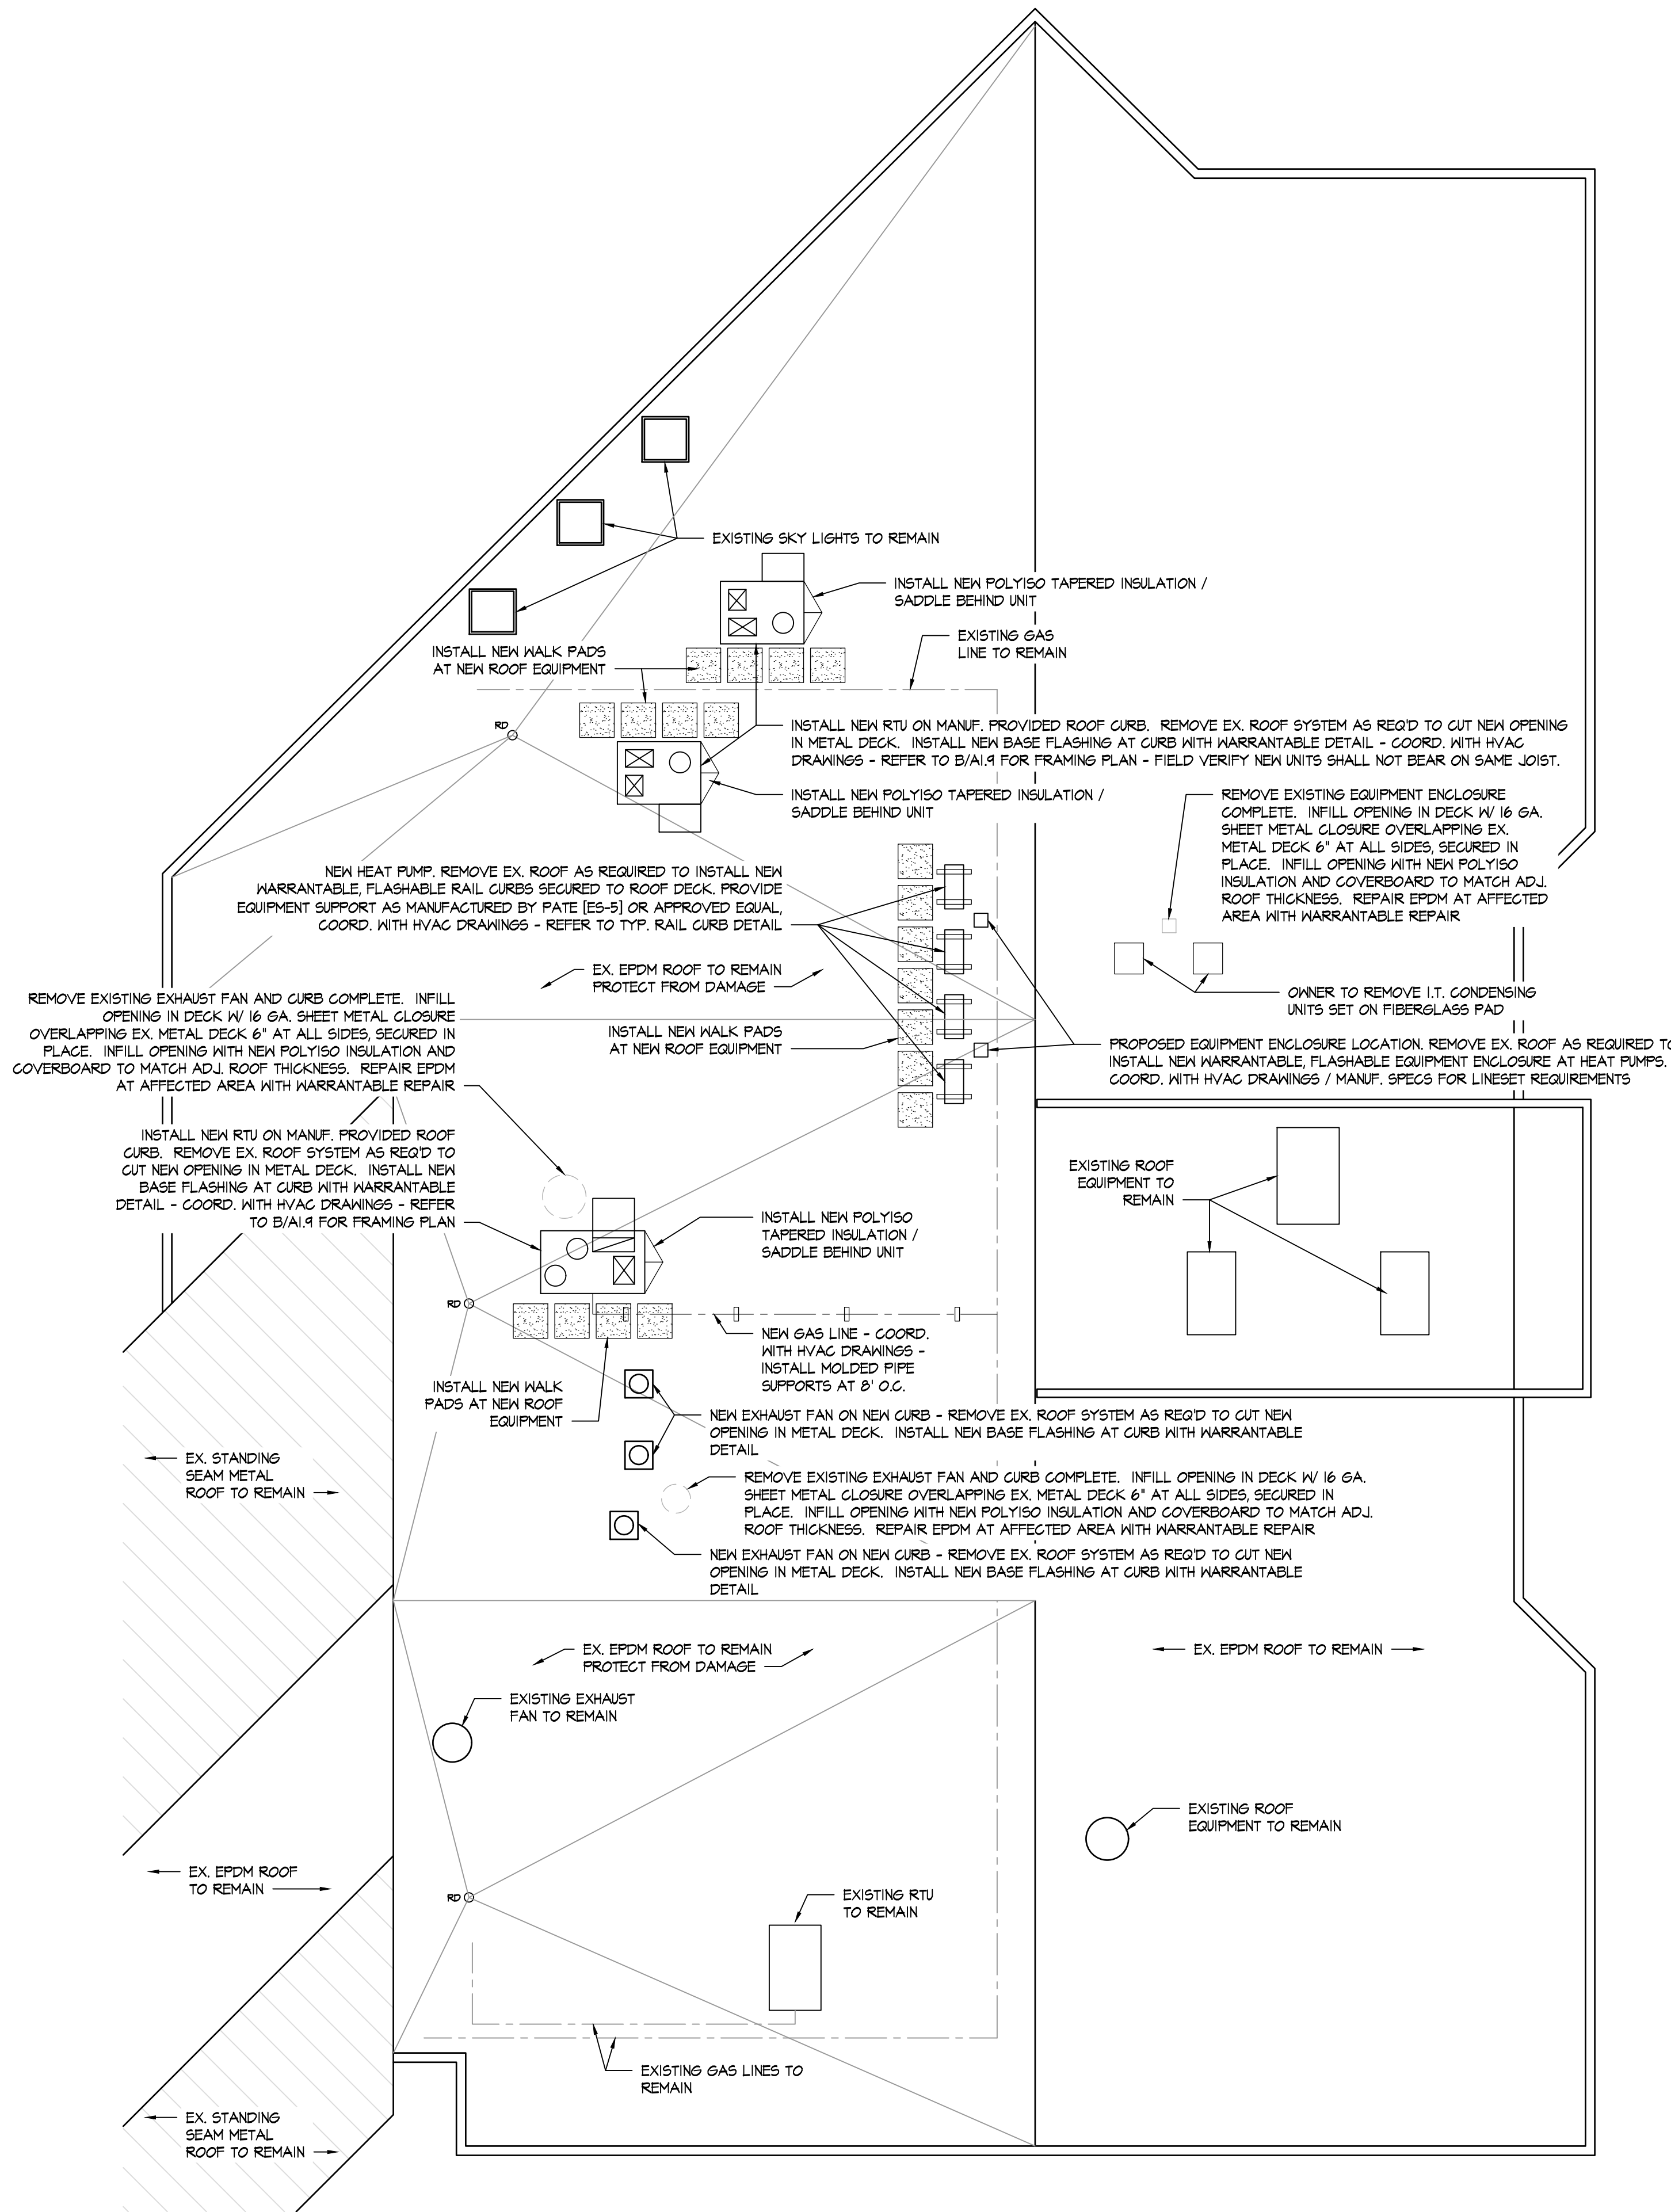 EXISTING SKY LIGHTS TO REMAIN
INSTALL NEW POLYISO TAPERED INSULATION /
SADDLE BEHIND UNIT
EXISTING GAS
LINE TO REMAIN
INSTALL NEW WALK PADS
AT NEW ROOF EQUIPMENT
RD
INSTALL NEW RTU ON MANUF. PROVIDED ROOF CURB. REMOVE EX. ROOF SYSTEM AS REQ'D TO CUT NEW OPENING
IN METAL DECK. INSTALL NEW BASE FLASHING AT CURB WITH WARRANTABLE DETAIL - COORD. WITH HVAC
DRAWINGS - REFER TO B/A1.9 FOR FRAMING PLAN - FIELD VERIFY NEW UNITS SHALL NOT BEAR ON SAME JOIST.
INSTALL NEW POLYISO TAPERED INSULATION /
SADDLE BEHIND UNIT
REMOVE EXISTING EQUIPMENT ENCLOSURE
COMPLETE. INFILL OPENING IN DECK W/ 16 GA.
SHEET METAL CLOSURE OVERLAPPING EX.
METAL DECK 6" AT ALL SIDES, SECURED IN
PLACE. INFILL OPENING WITH NEW POLYISO
INSULATION AND COVERBOARD TO MATCH ADJ.
ROOF THICKNESS. REPAIR EPDM AT AFFECTED
AREA WITH WARRANTABLE REPAIR
NEW HEAT PUMP. REMOVE EX. ROOF AS REQUIRED TO INSTALL NEW
WARRANTABLE, FLASHABLE RAIL CURBS SECURED TO ROOF DECK. PROVIDE
EQUIPMENT SUPPORT AS MANUFACTURED BY PATE [ES-5] OR APPROVED EQUAL,
COORD. WITH HVAC DRAWINGS - REFER TO TYP. RAIL CURB DETAIL
EX. EPDM ROOF TO REMAIN
PROTECT FROM DAMAGE
OWNER TO REMOVE I.T. CONDENSING
UNITS SET ON FIBERGLASS PAD
REMOVE EXISTING EXHAUST FAN AND CURB COMPLETE. INFILL
OPENING IN DECK W/ 16 GA. SHEET METAL CLOSURE
OVERLAPPING EX. METAL DECK 6" AT ALL SIDES, SECURED IN
PLACE. INFILL OPENING WITH NEW POLYISO INSULATION AND
COVERBOARD TO MATCH ADJ. ROOF THICKNESS. REPAIR EPDM
AT AFFECTED AREA WITH WARRANTABLE REPAIR
INSTALL NEW WALK PADS
AT NEW ROOF EQUIPMENT
PROPOSED EQUIPMENT ENCLOSURE LOCATION. REMOVE EX. ROOF AS REQUIRED TO
INSTALL NEW WARRANTABLE, FLASHABLE EQUIPMENT ENCLOSURE AT HEAT PUMPS.
COORD. WITH HVAC DRAWINGS / MANUF. SPECS FOR LINESET REQUIREMENTS
INSTALL NEW RTU ON MANUF. PROVIDED ROOF
CURB. REMOVE EX. ROOF SYSTEM AS REQ'D TO
CUT NEW OPENING IN METAL DECK. INSTALL NEW
BASE FLASHING AT CURB WITH WARRANTABLE
DETAIL - COORD. WITH HVAC DRAWINGS - REFER
TO B/A1.9 FOR FRAMING PLAN
EXISTING ROOF
EQUIPMENT TO
REMAIN
INSTALL NEW POLYISO
TAPERED INSULATION /
SADDLE BEHIND UNIT
RD
NEW GAS LINE - COORD.
WITH HVAC DRAWINGS -
INSTALL MOLDED PIPE
SUPPORTS AT 8' O.C.
INSTALL NEW WALK
PADS AT NEW ROOF
EQUIPMENT
NEW EXHAUST FAN ON NEW CURB - REMOVE EX. ROOF SYSTEM AS REQ'D TO CUT NEW
OPENING IN METAL DECK. INSTALL NEW BASE FLASHING AT CURB WITH WARRANTABLE
DETAIL
EX. STANDING
SEAM METAL
ROOF TO REMAIN
REMOVE EXISTING EXHAUST FAN AND CURB COMPLETE. INFILL OPENING IN DECK W/ 16 GA.
SHEET METAL CLOSURE OVERLAPPING EX. METAL DECK 6" AT ALL SIDES, SECURED IN
PLACE. INFILL OPENING WITH NEW POLYISO INSULATION AND COVERBOARD TO MATCH ADJ.
ROOF THICKNESS. REPAIR EPDM AT AFFECTED AREA WITH WARRANTABLE REPAIR
NEW EXHAUST FAN ON NEW CURB - REMOVE EX. ROOF SYSTEM AS REQ'D TO CUT NEW
OPENING IN METAL DECK. INSTALL NEW BASE FLASHING AT CURB WITH WARRANTABLE
DETAIL
EX. EPDM ROOF TO REMAIN
PROTECT FROM DAMAGE
EX. EPDM ROOF TO REMAIN
EXISTING EXHAUST
FAN TO REMAIN
EXISTING ROOF
EQUIPMENT TO REMAIN
EX. EPDM ROOF
TO REMAIN
RD
EXISTING RTU
TO REMAIN
EXISTING GAS LINES TO
REMAIN
EX. STANDING
SEAM METAL
ROOF TO REMAIN